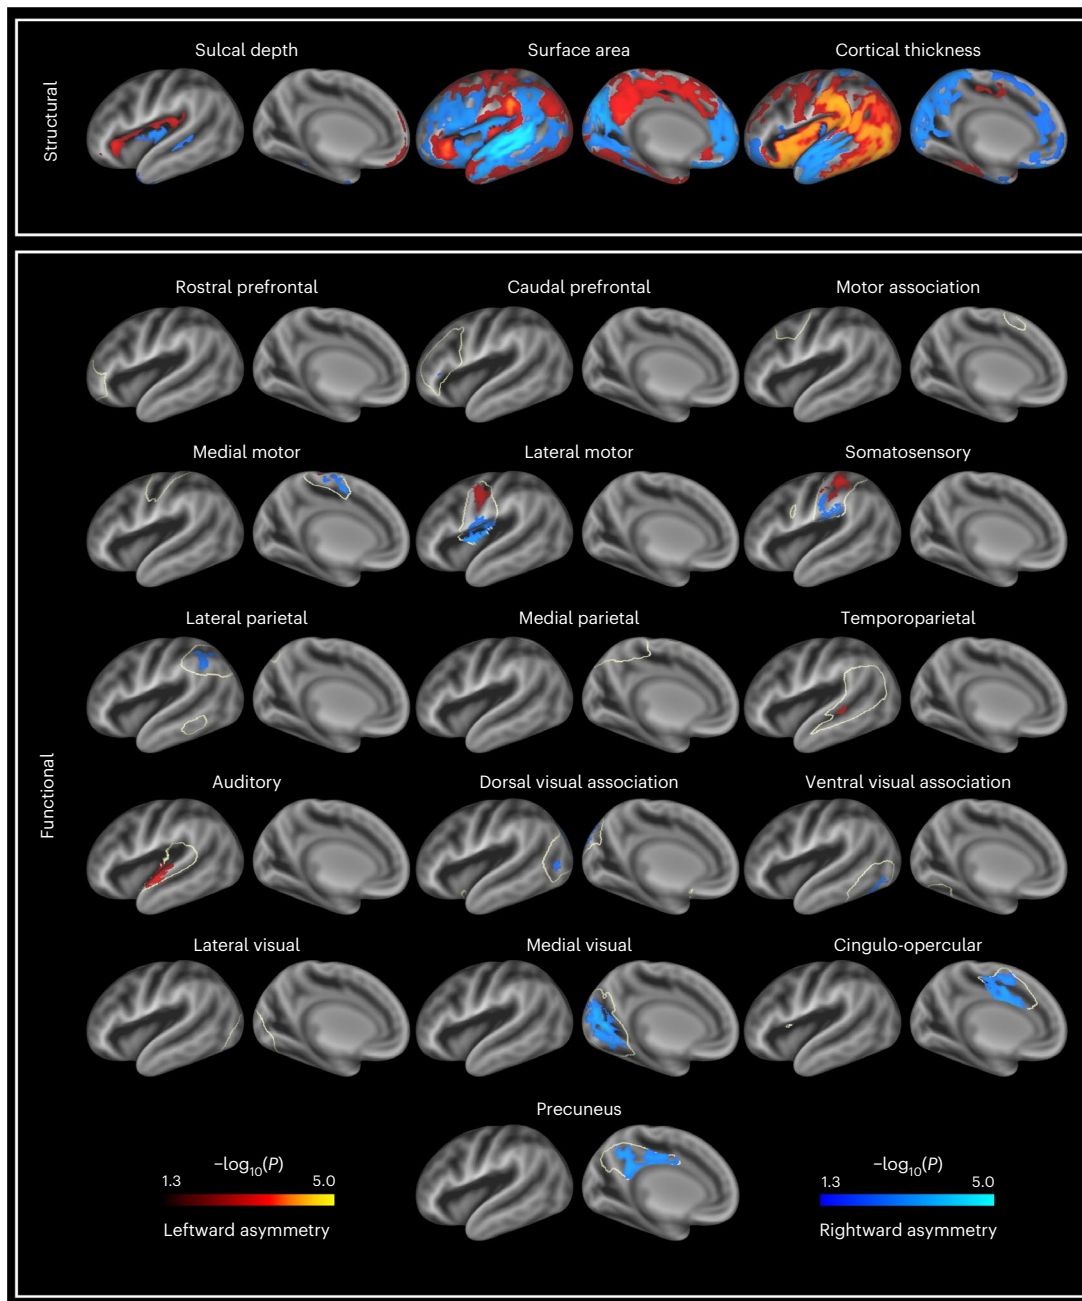 Structural
Sulcal depth
Surface area
Cortical thickness
Functional
Rostral prefrontal
Caudal prefrontal
Motor association
Medial motor
Lateral motor
Somatosensory
Lateral parietal
Medial parietal
Temporoparietal
Auditory
Dorsal visual association
Ventral visual association
Lateral visual
Medial visual
Cingulo-opercular
Precuneus
−log10(P)
1.3 5.0
Leftward asymmetry
−log10(P)
1.3 5.0
Rightward asymmetry